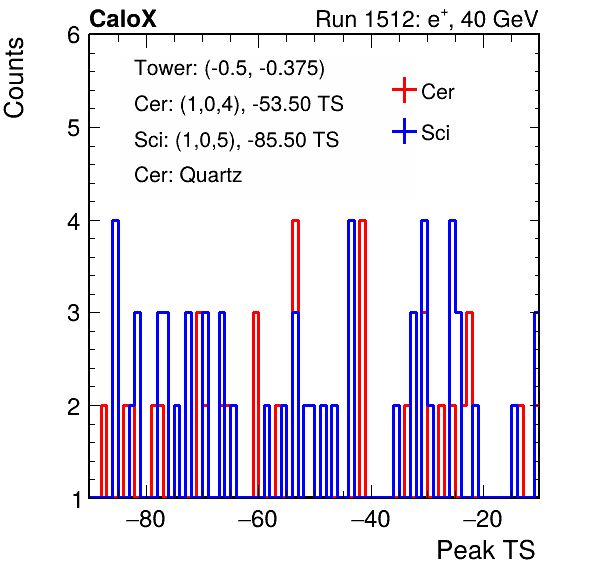 CaloX Run 1512: e⁺, 40 GeV
Counts
6
Tower: (-0.5, -0.375)
Cer: (1,0,4), -53.50 TS
Sci: (1,0,5), -85.50 TS
Cer: Quartz
Cer
Sci
5
4
3
2
1
−80 −60 −40 −20
Peak TS